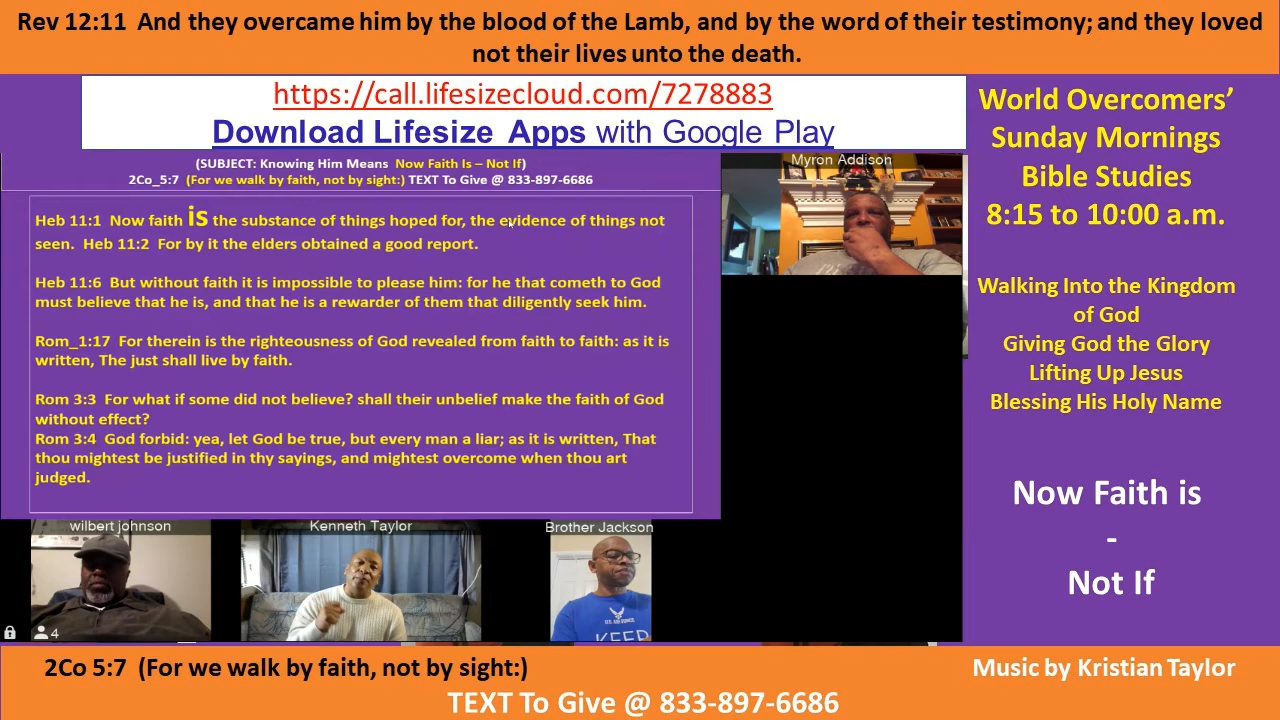 Rev 12:11  And they overcame him by the blood of the Lamb, and by the word of their testimony; and they loved
not their lives unto the death.
https://call.lifesizecloud.com/7278883
Download Lifesize Apps with Google Play
(SUBJECT: Knowing Him Means  Now Faith Is – Not If)
2Co_5:7  (For we walk by faith, not by sight:) TEXT To Give @ 833-897-6686
Heb 11:1  Now faith is the substance of things hoped for, the evidence of things not
seen.  Heb 11:2  For by it the elders obtained a good report.
Heb 11:6  But without faith it is impossible to please him: for he that cometh to God
must believe that he is, and that he is a rewarder of them that diligently seek him.
Rom_1:17  For therein is the righteousness of God revealed from faith to faith: as it is
written, The just shall live by faith.
Rom 3:3  For what if some did not believe? shall their unbelief make the faith of God
without effect?
Rom 3:4  God forbid: yea, let God be true, but every man a liar; as it is written, That
thou mightest be justified in thy sayings, and mightest overcome when thou art
judged.
Myron Addison
wilbert johnson
Kenneth Taylor
Brother Jackson
U.S. AIR FORCE
KEEP
4
World Overcomers’
Sunday Mornings
Bible Studies
8:15 to 10:00 a.m.
Walking Into the Kingdom
of God
Giving God the Glory
Lifting Up Jesus
Blessing His Holy Name
Now Faith is
-
Not If
2Co 5:7  (For we walk by faith, not by sight:)
Music by Kristian Taylor
TEXT To Give @ 833-897-6686